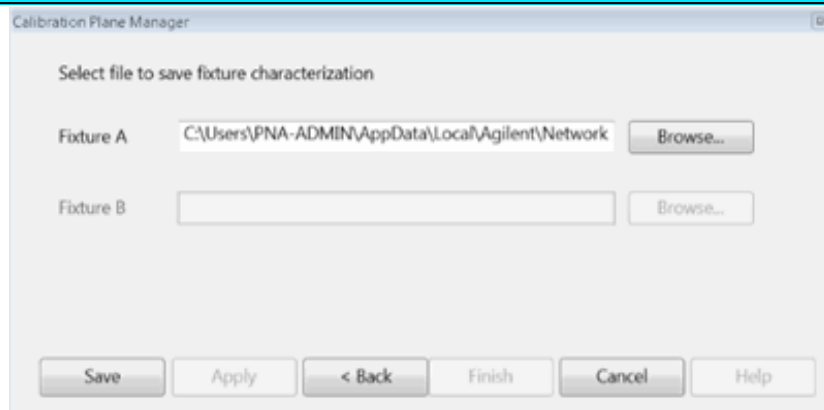 Calibration Plane Manager
Select file to save fixture characterization
Fixture A C:\Users\PNA-ADMIN\AppData\Local\Agilent\Network Browse...
Fixture B Browse...
Save Apply < Back Finish Cancel Help